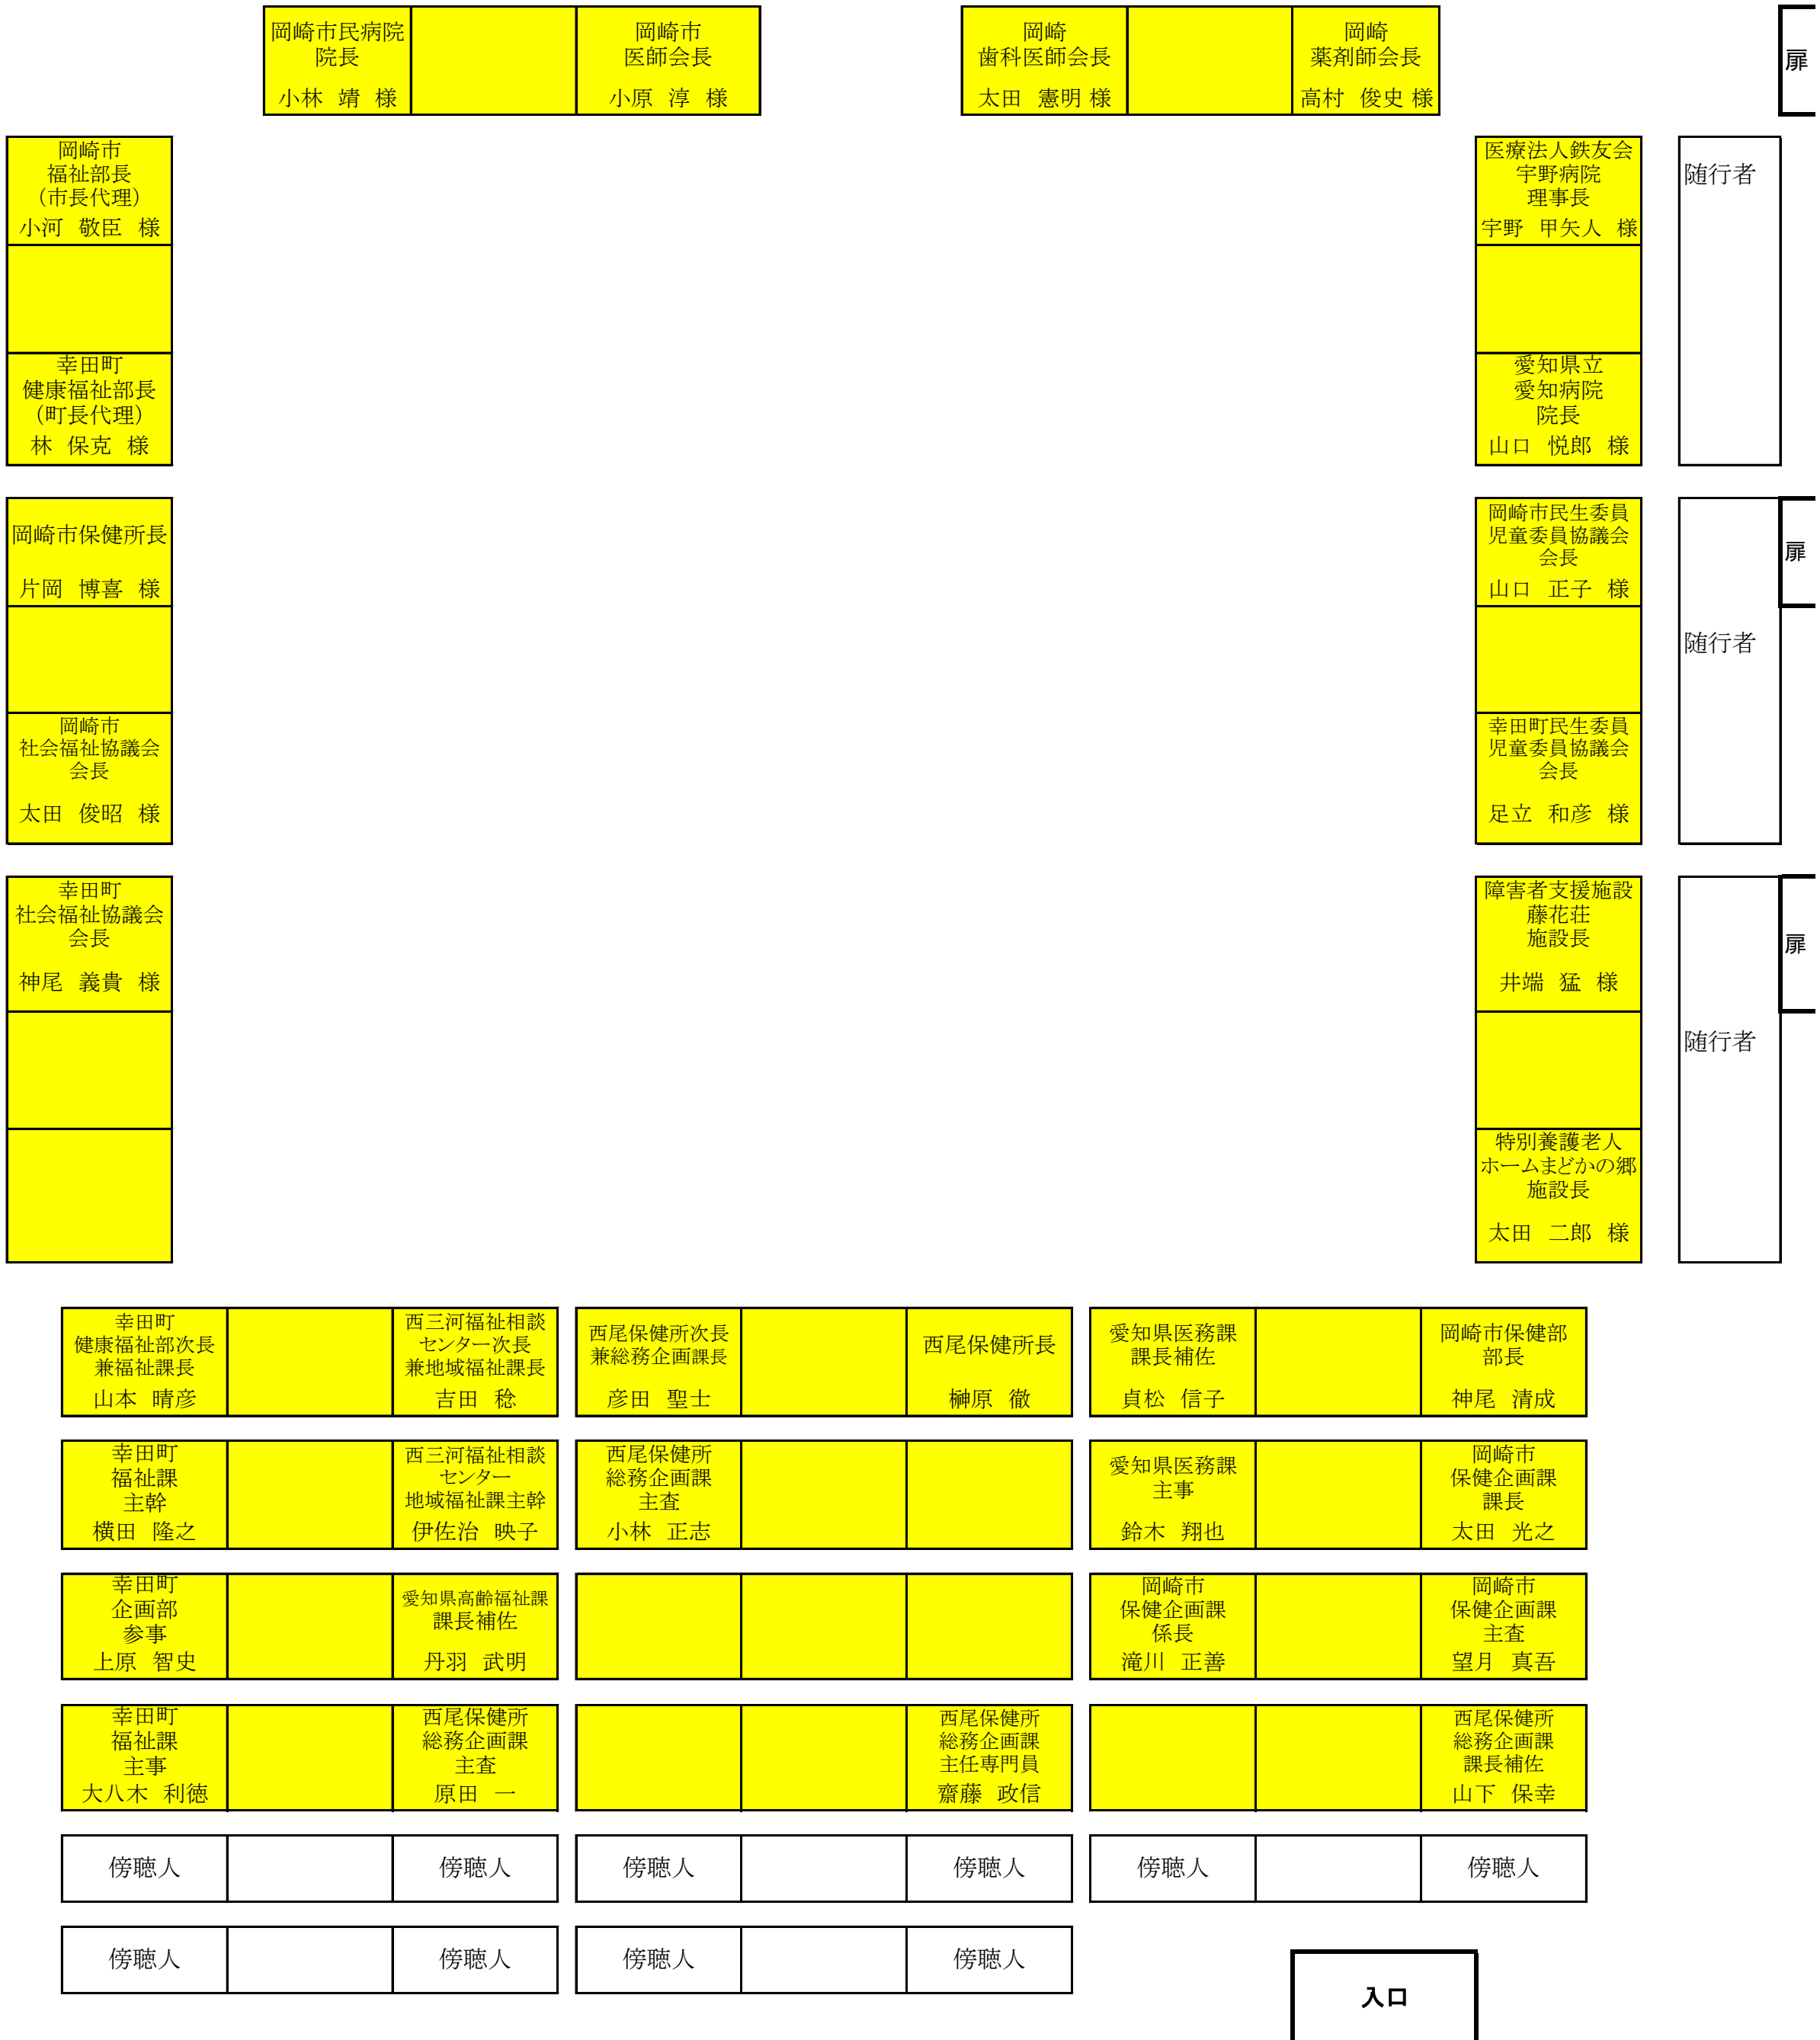 岡崎市民病院
院長
小林 靖 様
岡崎市
医師会長
小原 淳 様
岡崎
歯科医師会長
太田 憲明 様
岡崎
薬剤師会長
高村 俊史 様
扉
岡崎市
福祉部長
（市長代理）
小河 敬臣 様
幸田町
健康福祉部長
（町長代理）
林 保克 様
医療法人鉄友会
宇野病院
理事長
宇野 甲矢人 様
愛知県立
愛知病院
院長
山口 悦郎 様
随行者
岡崎市保健所長
片岡 博喜 様
岡崎市
社会福祉協議会
会長
太田 俊昭 様
岡崎市民生委員
児童委員協議会
会長
山口 正子 様
幸田町民生委員
児童委員協議会
会長
足立 和彦 様
随行者
扉
幸田町
社会福祉協議会
会長
神尾 義貴 様
障害者支援施設
藤花荘
施設長
井端 猛 様
特別養護老人
ホームまどかの郷
施設長
太田 二郎 様
随行者
扉
幸田町
健康福祉部次長
兼福祉課長
山本 晴彦
西三河福祉相談
センター次長
兼地域福祉課長
吉田 稔
西尾保健所次長
兼総務企画課長
彦田 聖士
西尾保健所長
榊原 徹
愛知県医務課
課長補佐
貞松 信子
岡崎市保健部
部長
神尾 清成
幸田町
福祉課
主幹
横田 隆之
西三河福祉相談
センター
地域福祉課主幹
伊佐治 映子
西尾保健所
総務企画課
主査
小林 正志
愛知県医務課
主事
鈴木 翔也
岡崎市
保健企画課
課長
太田 光之
幸田町
企画部
参事
上原 智史
愛知県高齢福祉課
課長補佐
丹羽 武明
岡崎市
保健企画課
係長
滝川 正善
岡崎市
保健企画課
主査
望月 真吾
幸田町
福祉課
主事
大八木 利徳
西尾保健所
総務企画課
主査
原田 一
西尾保健所
総務企画課
主任専門員
齋藤 政信
西尾保健所
総務企画課
課長補佐
山下 保幸
傍聴人
傍聴人
傍聴人
傍聴人
傍聴人
傍聴人
傍聴人
傍聴人
傍聴人
傍聴人
入口